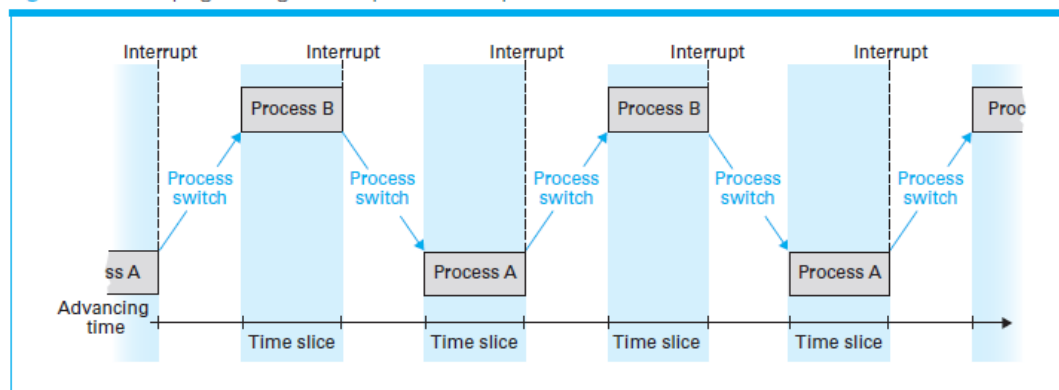 Interrupt Interrupt Interrupt Interrupt Interrupt
Process B Process B Proc
Process Process Process Process Process
switch switch switch switch switch
ss A Process A Process A
Advancing
time
Time slice Time slice Time slice Time slice